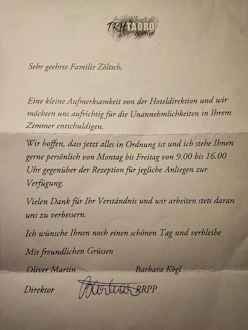 TRH TAORO
Sehr geehrte Familie Zöltsch,
Eine kleine Aufmerksamkeit von der Hoteldirektion und wir
möchten uns aufrichtig für die Unannehmlichkeiten in Ihrem
Zimmer entschuldigen.
Wir hoffen, dass jetzt alles in Ordnung ist und ich stehe Ihnen
gerne persönlich von Montag bis Freitag von 9.00 bis 16.00
Uhr gegenüber der Rezeption für jegliche Anliegen zur
Verfügung.
Vielen Dank für Ihr Verständnis und wir arbeiten stets daran
uns zu verbessern.
Ich wünsche Ihnen noch einen schönen Tag und verbleibe
Mit freundlichen Grüssen
Oliver Martin Barbara Kögl
Direktor RRPP